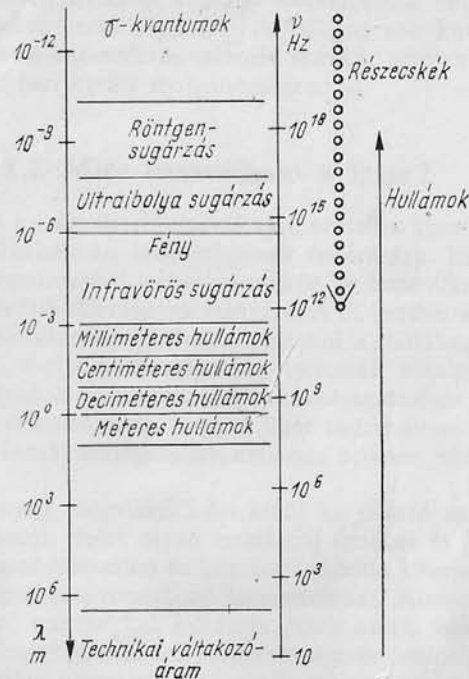 γ-kvantumok
ν
Hz
10⁻¹²
Részecskék
10⁻⁹
Röntgen-
sugárzás
10¹⁸
Ultraibolya sugárzás
10¹⁵
Hullámok
10⁻⁶
Fény
Infravörös sugárzás
10¹²
10⁻³
Milliméteres hullámok
Centiméteres hullámok
Deciméteres hullámok
10⁹
10⁰
Méteres hullámok
10⁶
10³
10³
10⁶
λ
m
Technikai váltakozó-
áram
10